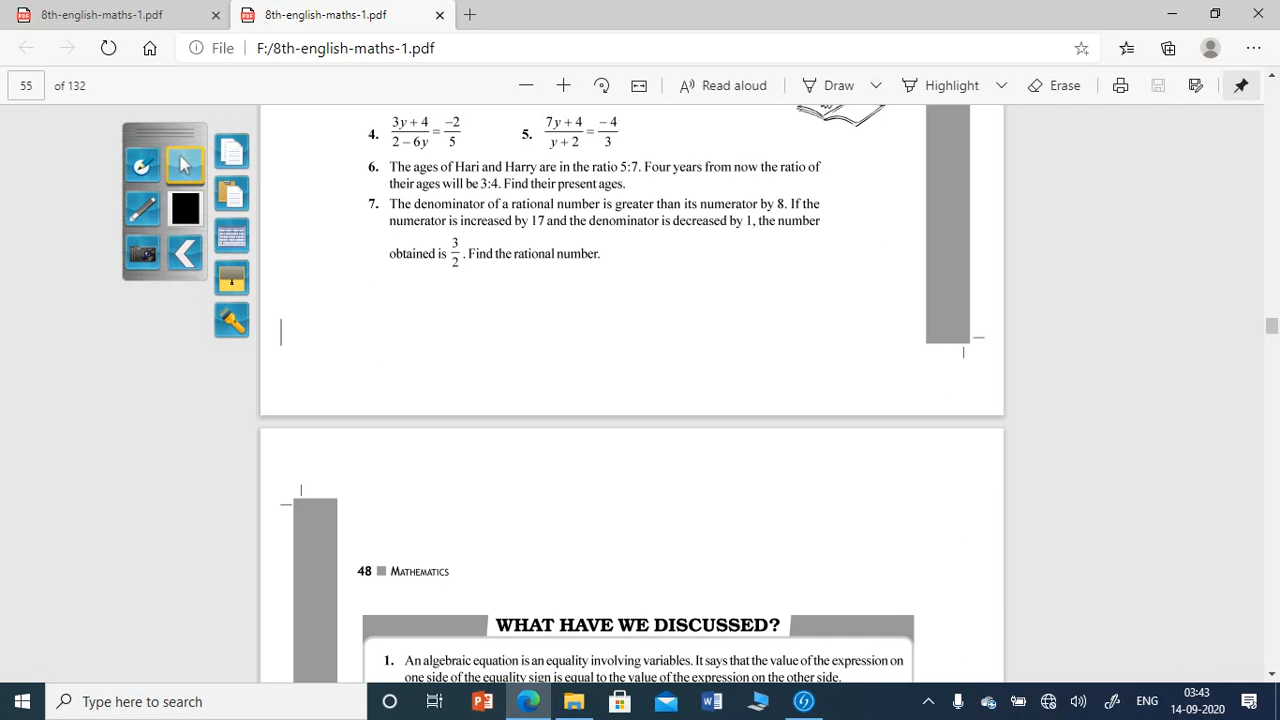 8th-english-maths-1.pdf
8th-english-maths-1.pdf
File F:/8th-english-maths-1.pdf
55 of 132
Read aloud Draw Highlight Erase
4. (3y + 4)/(2 – 6y) = –2/5 5. (7y + 4)/(y + 2) = – 4/3
6. The ages of Hari and Harry are in the ratio 5:7. Four years from now the ratio of
their ages will be 3:4. Find their present ages.
7. The denominator of a rational number is greater than its numerator by 8. If the
numerator is increased by 17 and the denominator is decreased by 1, the number
obtained is 3/2. Find the rational number.
48 MATHEMATICS
WHAT HAVE WE DISCUSSED?
1. An algebraic equation is an equality involving variables. It says that the value of the expression on
one side of the equality sign is equal to the value of the expression on the other side.
Type here to search
ENG
03:43
14-09-2020